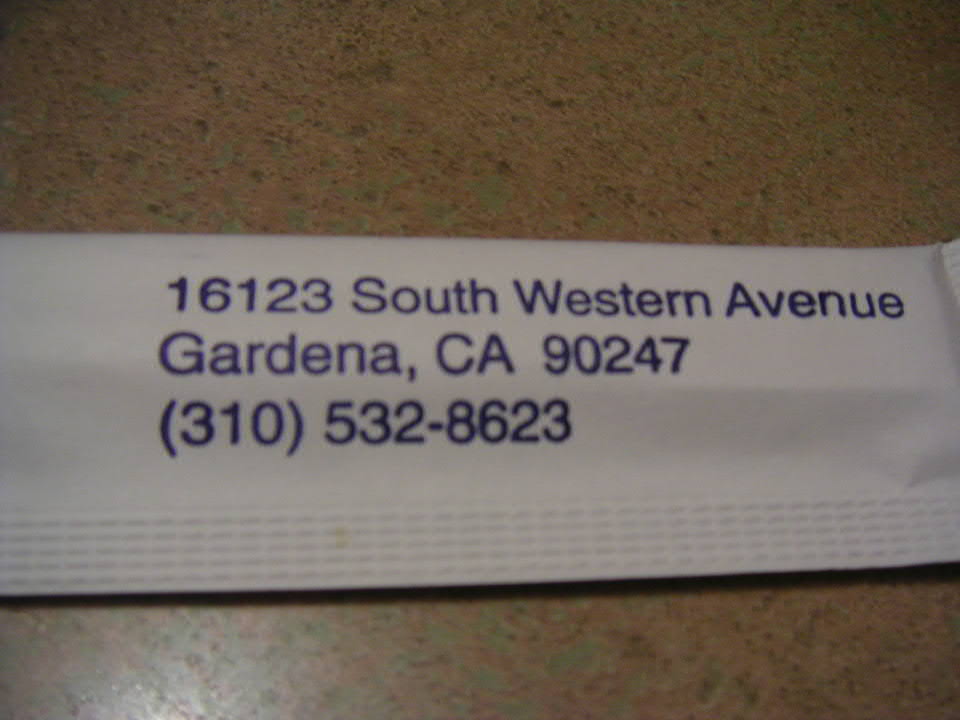 16123 South Western Avenue
Gardena, CA 90247
(310) 532-8623